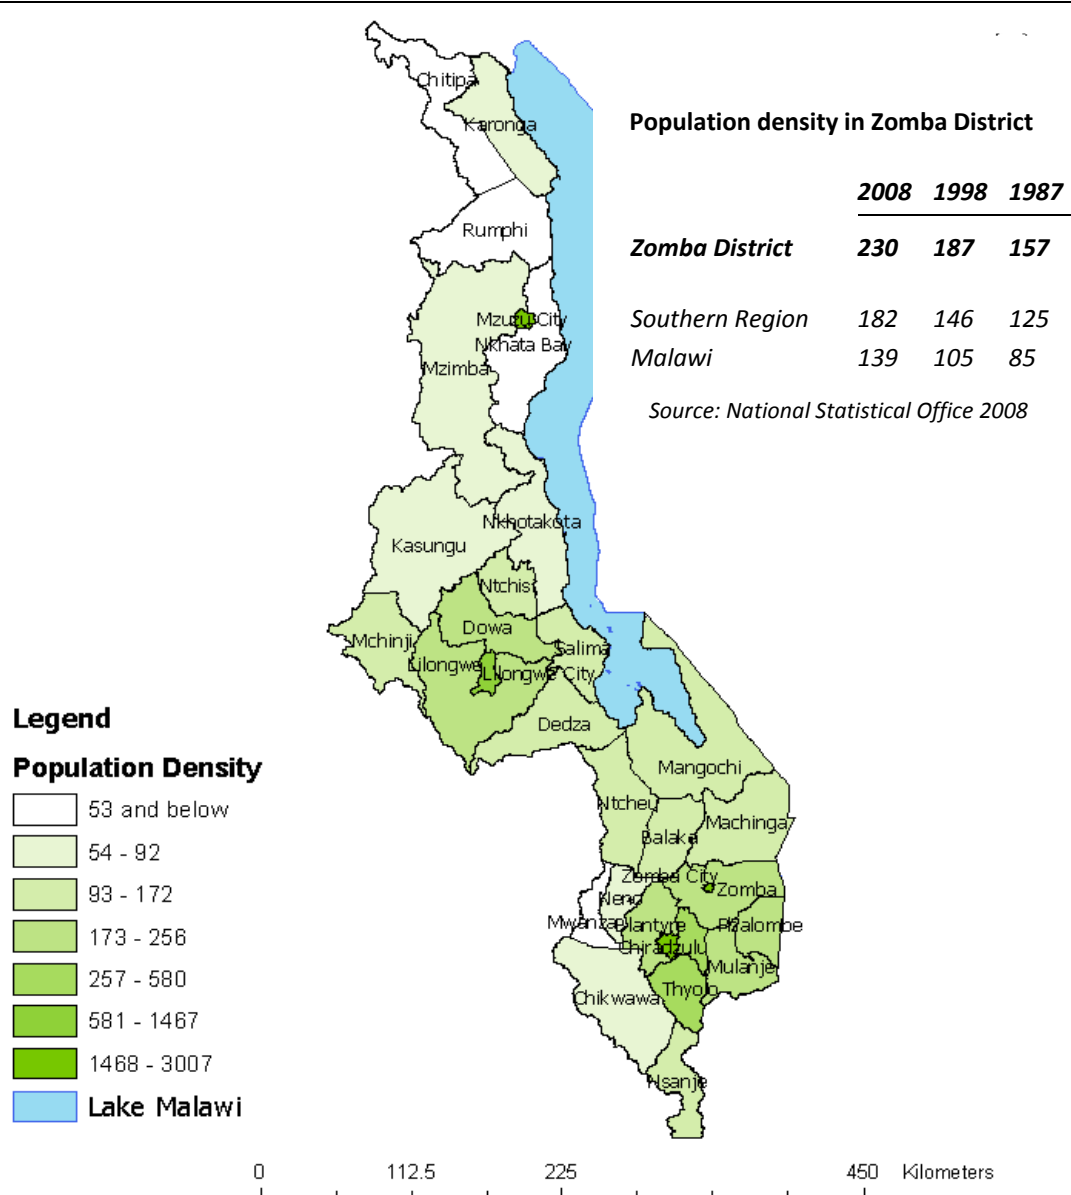 Population density in Zomba District
2008 1998 1987
Zomba District 230 187 157
Southern Region 182 146 125
Malawi 139 105 85
Source: National Statistical Office 2008
Chitipa
Karonga
Rumphi
Mzuzu City
Nkhata Bay
Mzimba
Nkhotakota
Kasungu
Ntchis
Dowa
Mchinji
Salima
Lilongwe
Lilongwe City
Dedza
Mangochi
Ntcheu
Machinga
Balaka
Zomba City
Zomba
Neno
Mwanza
Blantyre
Phalombe
Chiradzulu
Mulanje
Thyolo
Chikwawa
Nsanje
Legend
Population Density
53 and below
54 - 92
93 - 172
173 - 256
257 - 580
581 - 1467
1468 - 3007
Lake Malawi
0 112.5 225 450 Kilometers